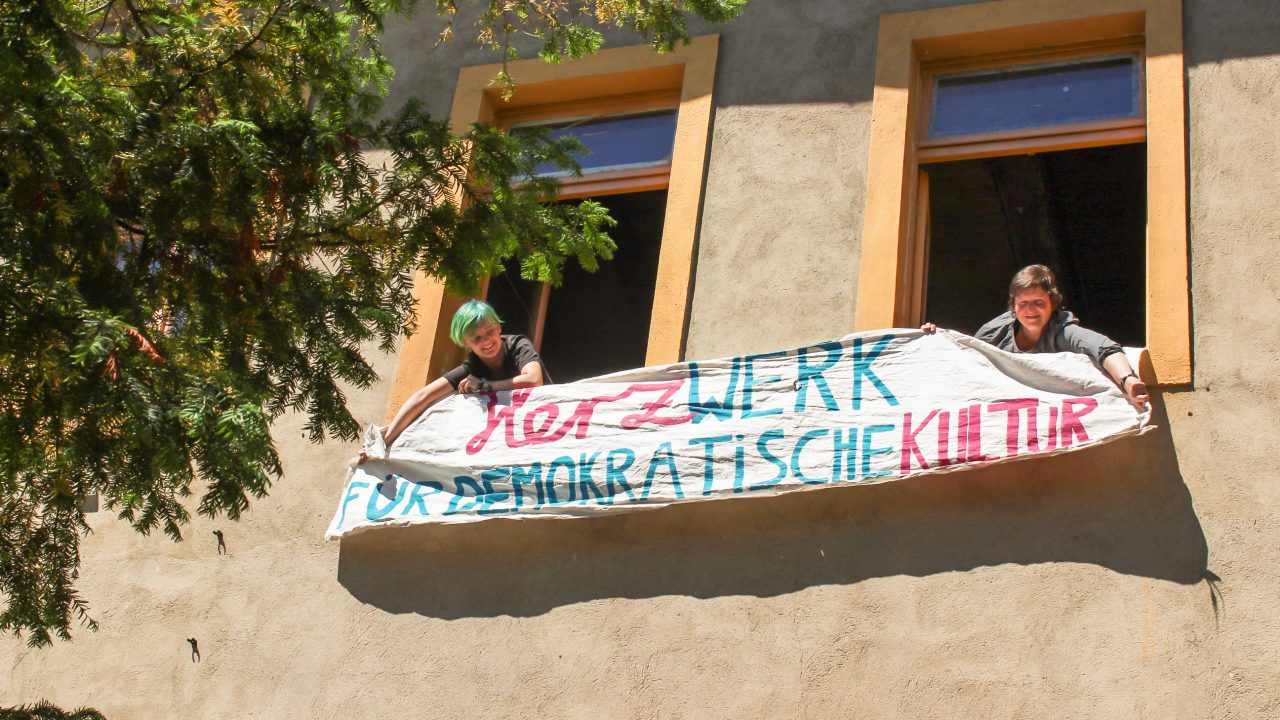 HerzWERK
FÜR DEMOKRATISCHE KULTUR